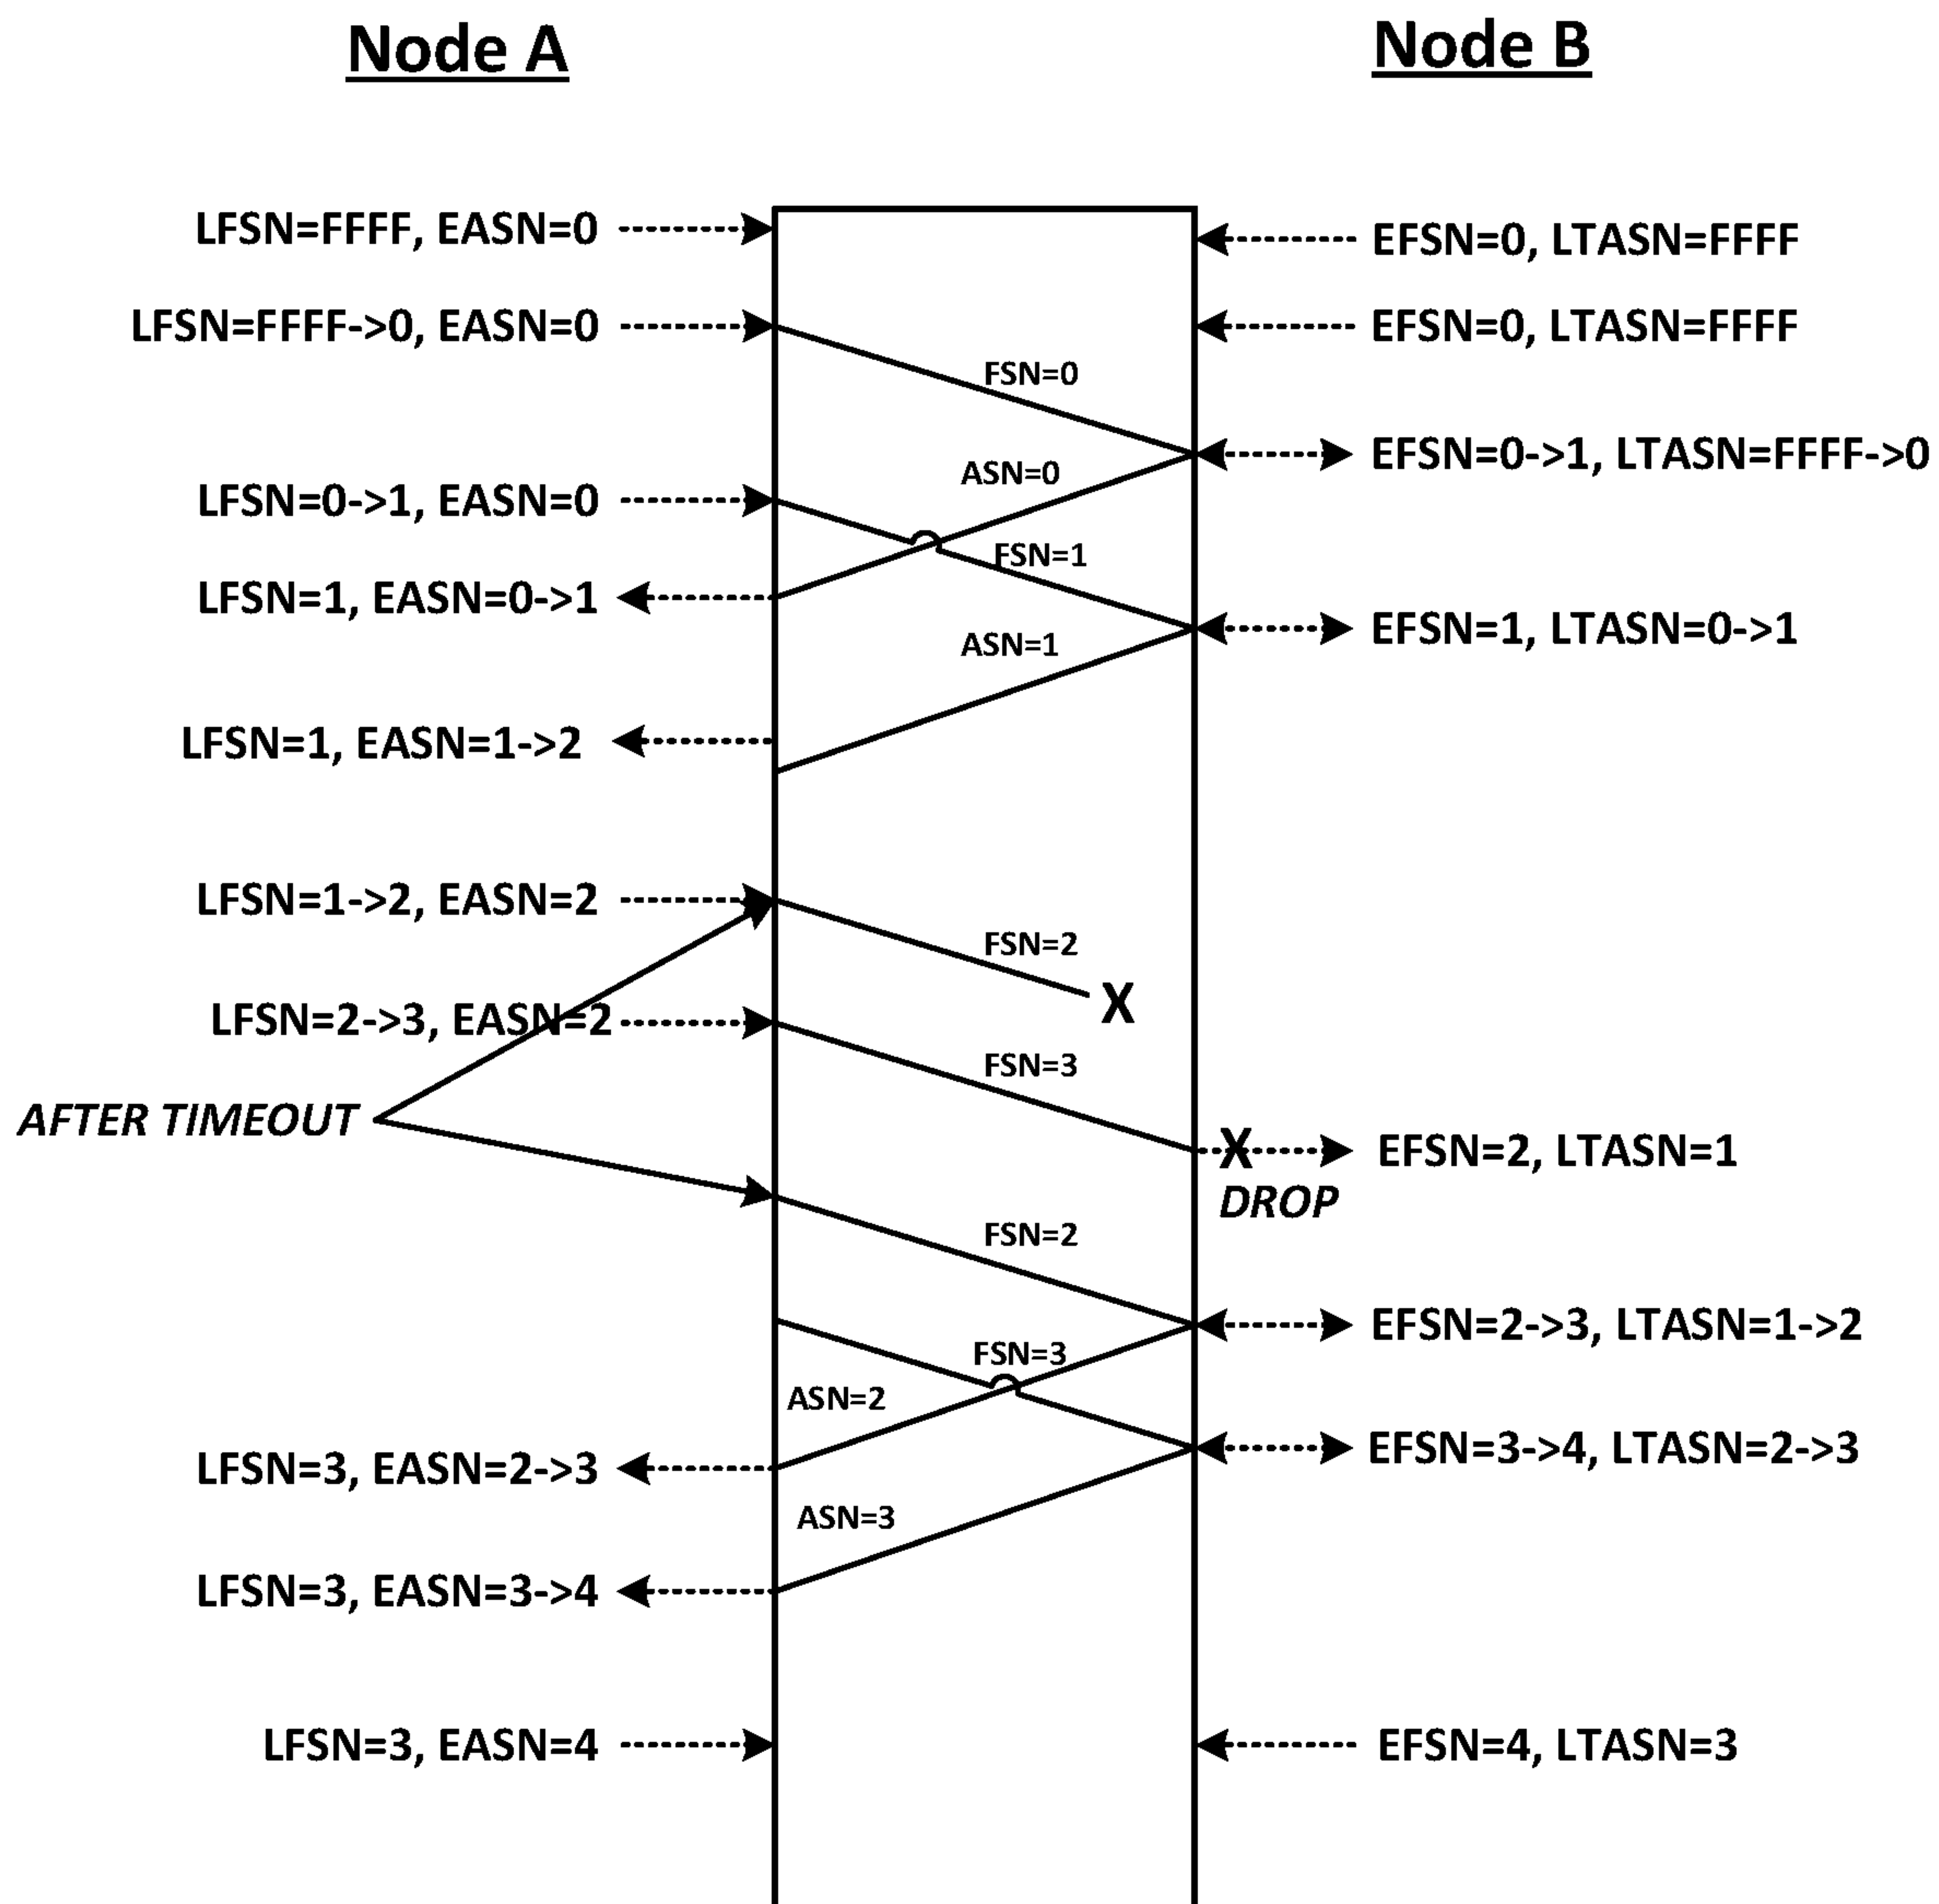 Node A
Node B
LFSN=FFFF, EASN=0
EFSN=0, LTASN=FFFF
LFSN=FFFF->0, EASN=0
EFSN=0, LTASN=FFFF
FSN=0
EFSN=0->1, LTASN=FFFF->0
ASN=0
LFSN=0->1, EASN=0
FSN=1
LFSN=1, EASN=0->1
EFSN=1, LTASN=0->1
ASN=1
LFSN=1, EASN=1->2
LFSN=1->2, EASN=2
FSN=2
X
LFSN=2->3, EASN=2
FSN=3
AFTER TIMEOUT
X
EFSN=2, LTASN=1
DROP
FSN=2
EFSN=2->3, LTASN=1->2
FSN=3
ASN=2
EFSN=3->4, LTASN=2->3
LFSN=3, EASN=2->3
ASN=3
LFSN=3, EASN=3->4
LFSN=3, EASN=4
EFSN=4, LTASN=3